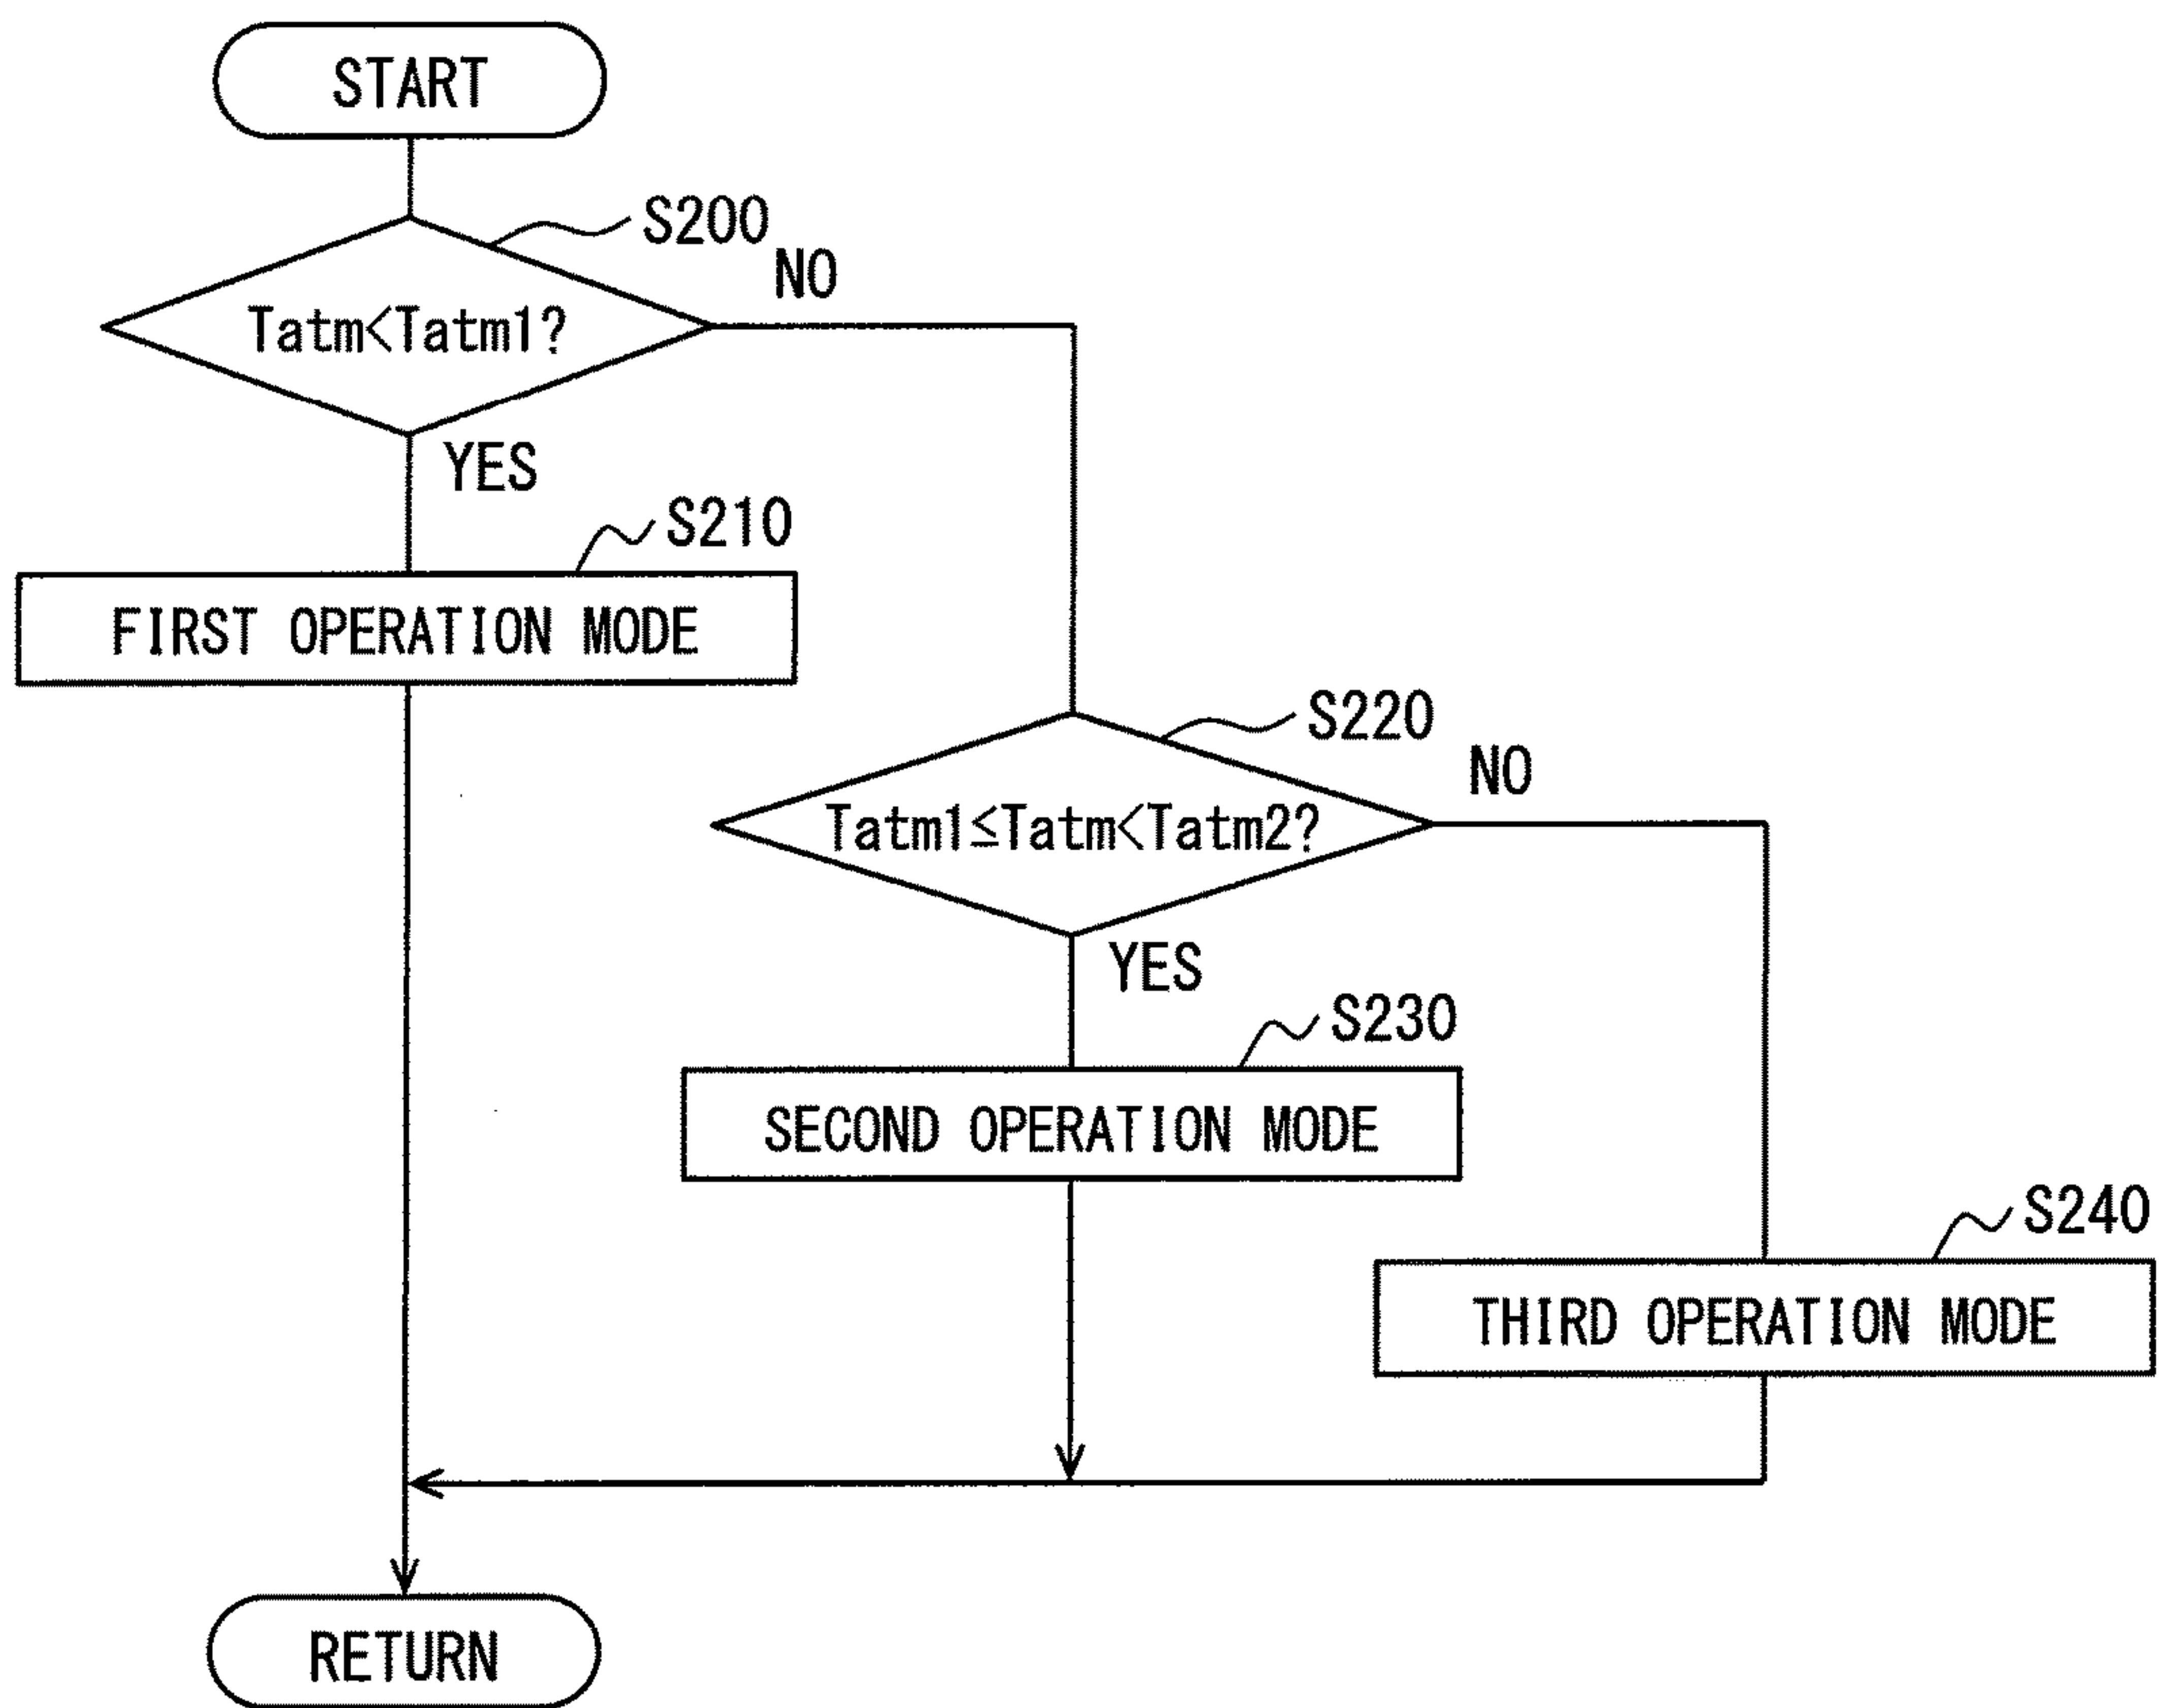 START
S200
NO
Tatm<Tatm1?
YES
S210
FIRST OPERATION MODE
S220
NO
Tatm1≤Tatm<Tatm2?
YES
S230
SECOND OPERATION MODE
S240
THIRD OPERATION MODE
RETURN